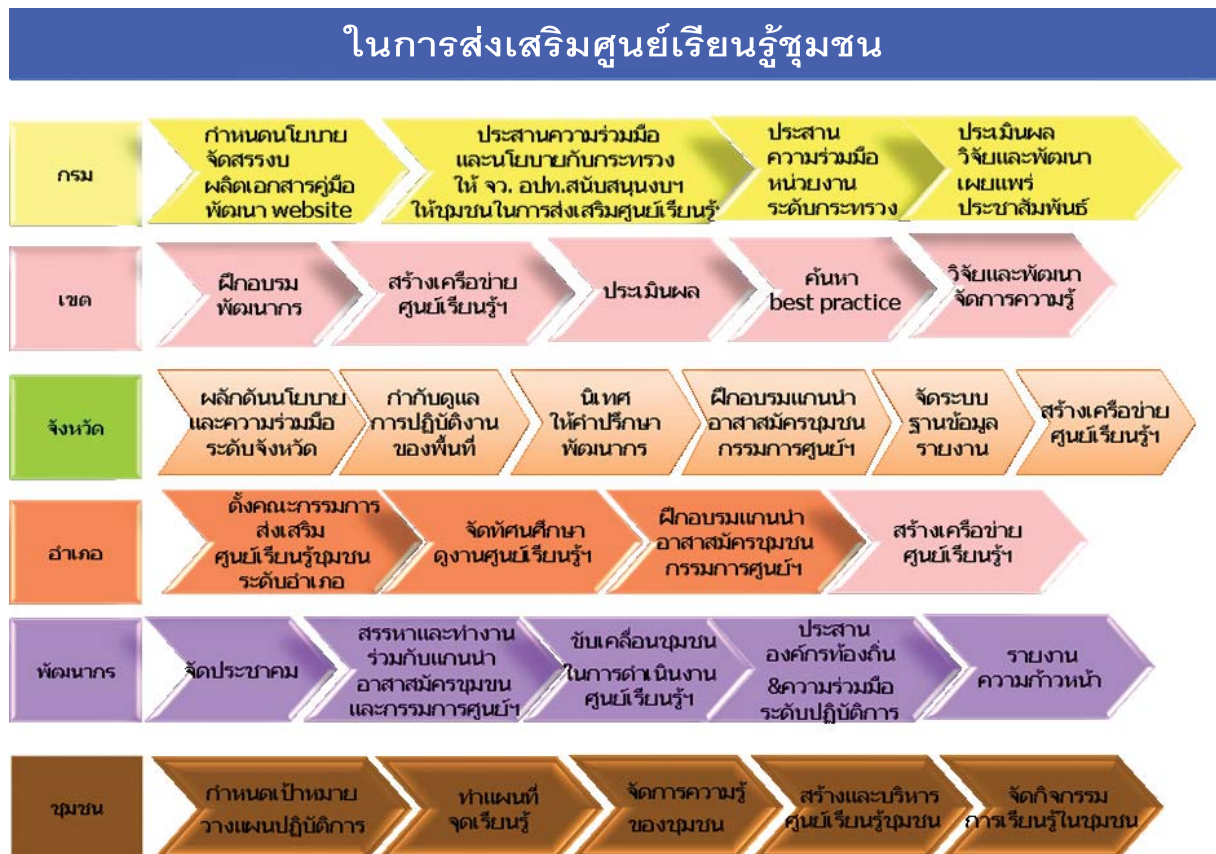 ในการส่งเสริมศูนย์เรียนรู้ชุมชน
กรม
กำหนดนโยบาย
จัดสรรงบ
ผลิตเอกสารคู่มือ
พัฒนา website
ประสานความร่วมมือ
และนโยบายกับกระทรวง
ให้ จว. อปท.สนับสนุนงบฯ
ให้ชุมชนในการส่งเสริมศูนย์เรียนรู้ฯ
ประสาน
ความร่วมมือ
หน่วยงาน
ระดับกระทรวง
ประเมินผล
วิจัยและพัฒนา
เผยแพร่
ประชาสัมพันธ์
เขต
ฝึกอบรม
พัฒนากร
สร้างเครือข่าย
ศูนย์เรียนรู้ฯ
ประเมินผล
ค้นหา
best practice
วิจัยและพัฒนา
จัดการความรู้
จังหวัด
ผลักดันนโยบาย
และความร่วมมือ
ระดับจังหวัด
กำกับดูแล
การปฏิบัติงาน
ของพื้นที่
นิเทศ
ให้คำปรึกษา
พัฒนากร
ฝึกอบรมแกนนำ
อาสาสมัครชุมชน
กรรมการศูนย์ฯ
จัดระบบ
ฐานข้อมูล
รายงาน
สร้างเครือข่าย
ศูนย์เรียนรู้ฯ
อำเภอ
ตั้งคณะกรรมการ
ส่งเสริม
ศูนย์เรียนรู้ชุมชน
ระดับอำเภอ
จัดทัศนศึกษา
ดูงานศูนย์เรียนรู้ฯ
ฝึกอบรมแกนนำ
อาสาสมัครชุมชน
กรรมการศูนย์ฯ
สร้างเครือข่าย
ศูนย์เรียนรู้ฯ
พัฒนากร
จัดประชาคม
สรรหาและทำงาน
ร่วมกับแกนนำ
อาสาสมัครชุมขน
และกรรมการศูนย์ฯ
ขับเคลื่อนชุมชน
ในการดำเนินงาน
ศูนย์เรียนรู้ฯ
ประสาน
องค์กรท้องถิ่น
&ความร่วมมือ
ระดับปฏิบัติการ
รายงาน
ความก้าวหน้า
ชุมชน
กำหนดเป้าหมาย
วางแผนปฏิบัติการ
ทำแผนที่
จุดเรียนรู้
จัดการความรู้
ของชุมชน
สร้างและบริหาร
ศูนย์เรียนรู้ชุมชน
จัดกิจกรรม
การเรียนรู้ในชุมชน